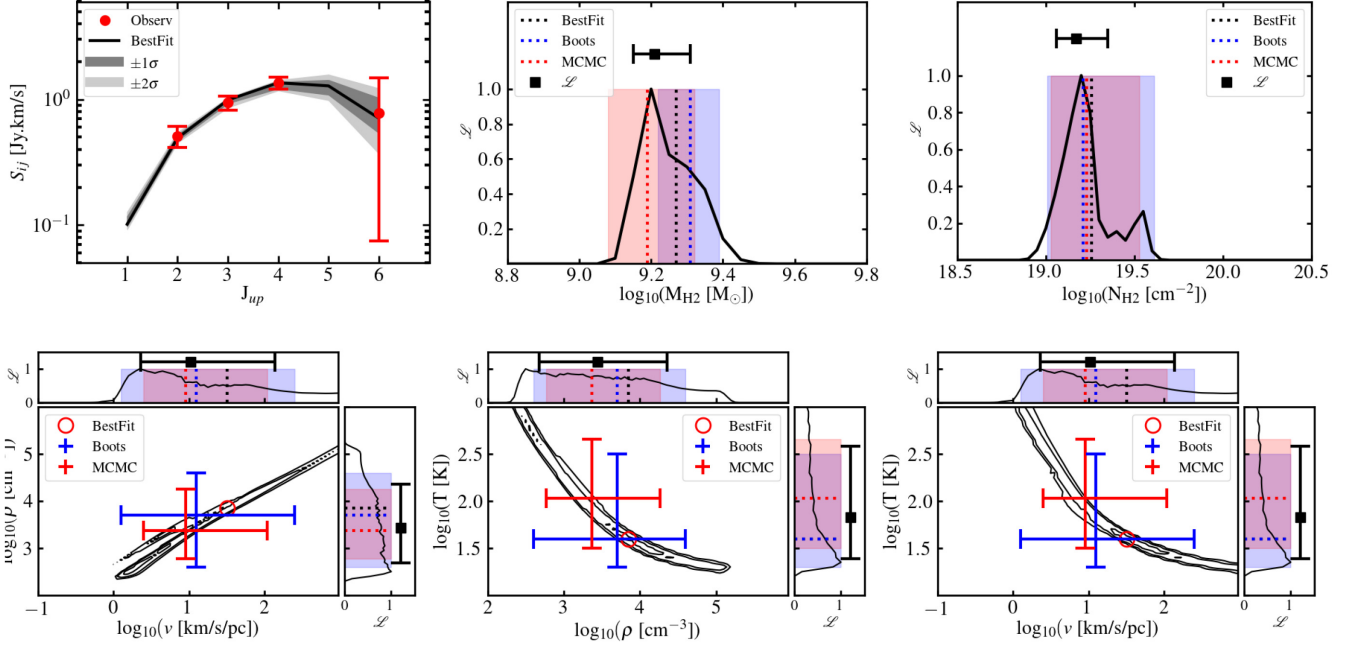 Observ
BestFit
±1σ
±2σ
10⁰
10⁻¹
S_ij [Jy.km/s]
1 2 3 4 5 6
J_up
BestFit
Boots
MCMC
ℒ
1.0
0.8
0.6
0.4
0.2
ℒ
8.8 9.0 9.2 9.4 9.6 9.8
log₁₀(M_H2 [M_⊙])
BestFit
Boots
MCMC
ℒ
1.0
0.8
0.6
0.4
0.2
ℒ
18.5 19.0 19.5 20.0 20.5
log₁₀(N_H2 [cm⁻²])
ℒ
1
0
BestFit
Boots
MCMC
5
4
3
−1 0 1 2
log₁₀(v [km/s/pc])
0 1
ℒ
ℒ
1
0
BestFit
Boots
MCMC
log₁₀(T [K])
2.5
2.0
1.5
2 3 4 5
log₁₀(ρ [cm⁻³])
0 1
ℒ
ℒ
1
0
BestFit
Boots
MCMC
log₁₀(T [K])
2.5
2.0
1.5
−1 0 1 2
log₁₀(v [km/s/pc])
0 1
ℒ